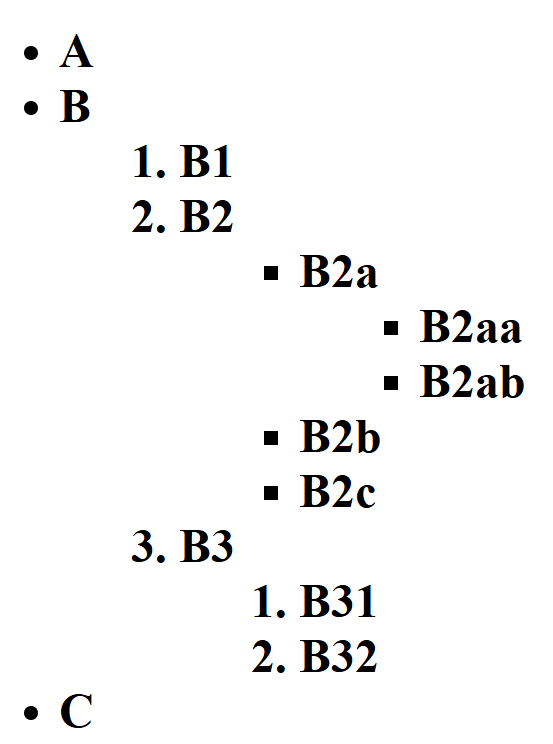 • A
• B
1. B1
2. B2
▪ B2a
▪ B2aa
▪ B2ab
▪ B2b
▪ B2c
3. B3
1. B31
2. B32
• C